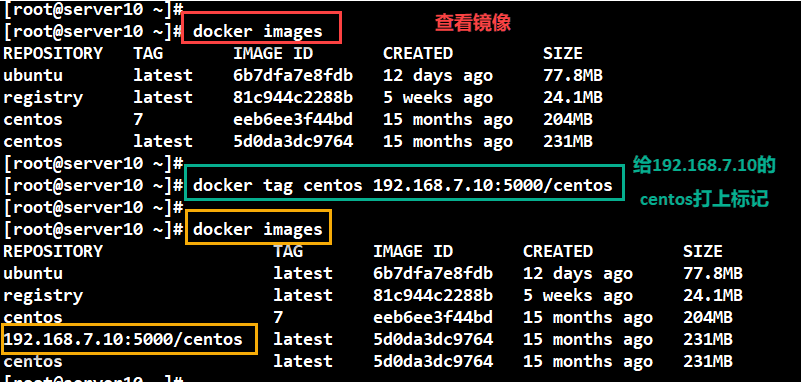 [root@server10 ~]#
[root@server10 ~]# docker images
查看镜像
REPOSITORY TAG IMAGE ID CREATED SIZE
ubuntu latest 6b7dfa7e8fdb 12 days ago 77.8MB
registry latest 81c944c2288b 5 weeks ago 24.1MB
centos 7 eeb6ee3f44bd 15 months ago 204MB
centos latest 5d0da3dc9764 15 months ago 231MB
[root@server10 ~]#
[root@server10 ~]# docker tag centos 192.168.7.10:5000/centos
给192.168.7.10的
centos打上标记
[root@server10 ~]#
[root@server10 ~]# docker images
REPOSITORY TAG IMAGE ID CREATED SIZE
ubuntu latest 6b7dfa7e8fdb 12 days ago 77.8MB
registry latest 81c944c2288b 5 weeks ago 24.1MB
centos 7 eeb6ee3f44bd 15 months ago 204MB
192.168.7.10:5000/centos latest 5d0da3dc9764 15 months ago 231MB
centos latest 5d0da3dc9764 15 months ago 231MB
[root@server10 ~]#